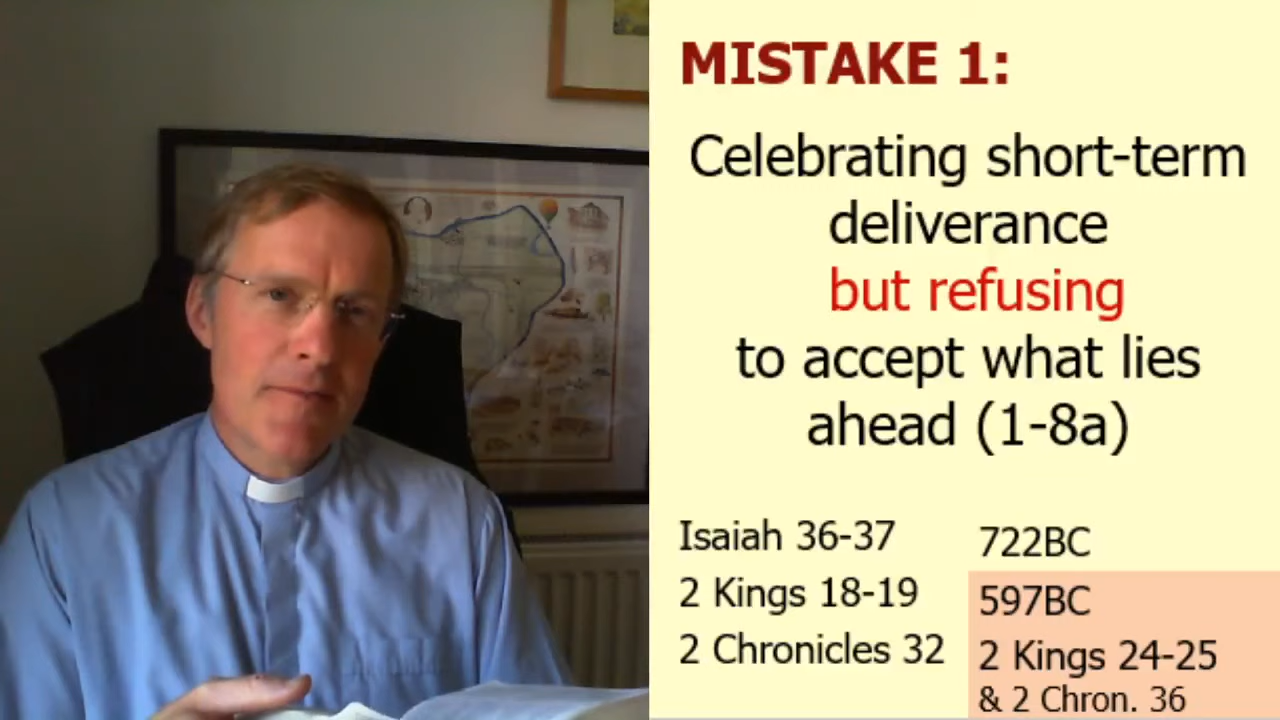 MISTAKE 1:
Celebrating short-term
deliverance
but refusing
to accept what lies
ahead (1-8a)
Isaiah 36-37
2 Kings 18-19
2 Chronicles 32
722BC
597BC
2 Kings 24-25
& 2 Chron. 36